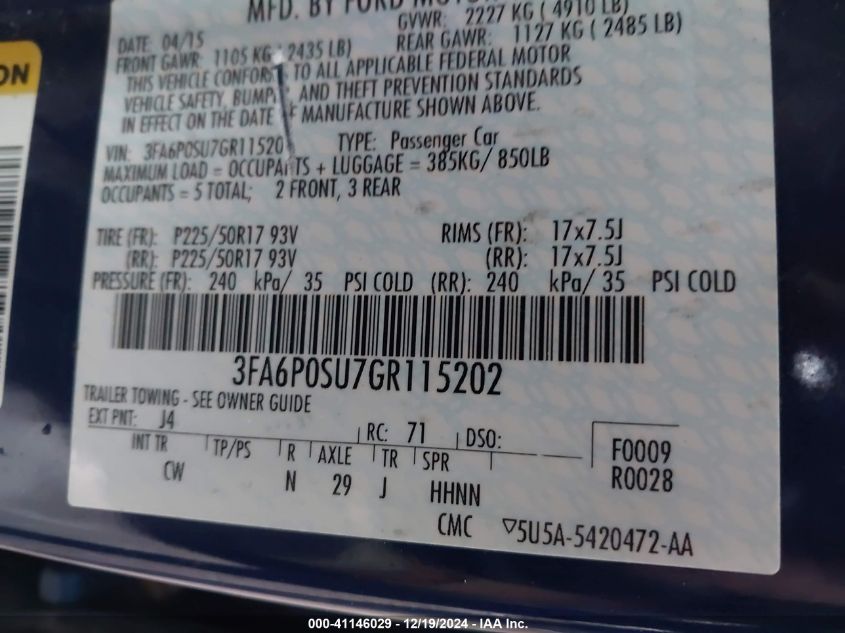 ON
MFD. BY FORD MOTOR
DATE: 04/15 GVWR: 2227 KG ( 4910 LB)
FRONT GAWR: 1105 KG ( 2435 LB) REAR GAWR: 1127 KG ( 2485 LB)
THIS VEHICLE CONFORMS TO ALL APPLICABLE FEDERAL MOTOR
VEHICLE SAFETY, BUMPER, AND THEFT PREVENTION STANDARDS
IN EFFECT ON THE DATE OF MANUFACTURE SHOWN ABOVE.
VIN: 3FA6P0SU7GR11520 TYPE: Passenger Car
MAXIMUM LOAD = OCCUPANTS + LUGGAGE = 385KG/ 850LB
OCCUPANTS = 5 TOTAL; 2 FRONT, 3 REAR
TIRE (FR): P225/50R17 93V RIMS (FR): 17x7.5J
(RR): P225/50R17 93V (RR): 17x7.5J
PRESSURE (FR): 240 kPa/ 35 PSI COLD (RR): 240 kPa/ 35 PSI COLD
3FA6P0SU7GR115202
TRAILER TOWING - SEE OWNER GUIDE
EXT PNT: J4 RC: 71 DSO:
INT TR TP/PS R AXLE TR SPR F0009
CW N 29 J HHNN R0028
CMC ▽5U5A-5420472-AA
000-41146029 - 12/19/2024 - IAA Inc.